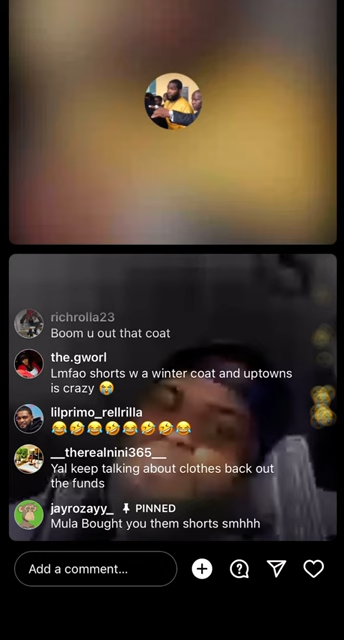 richrolla23
Boom u out that coat
the.gworl
Lmfao shorts w a winter coat and uptowns
is crazy 😭
lilprimo_rellrilla
😂🤣😂🤣😂🤣🤣😂
__therealnini365__
Yal keep talking about clothes back out
the funds
jayrozayy_ 📌 PINNED
Mula Bought you them shorts smhhh
Add a comment...